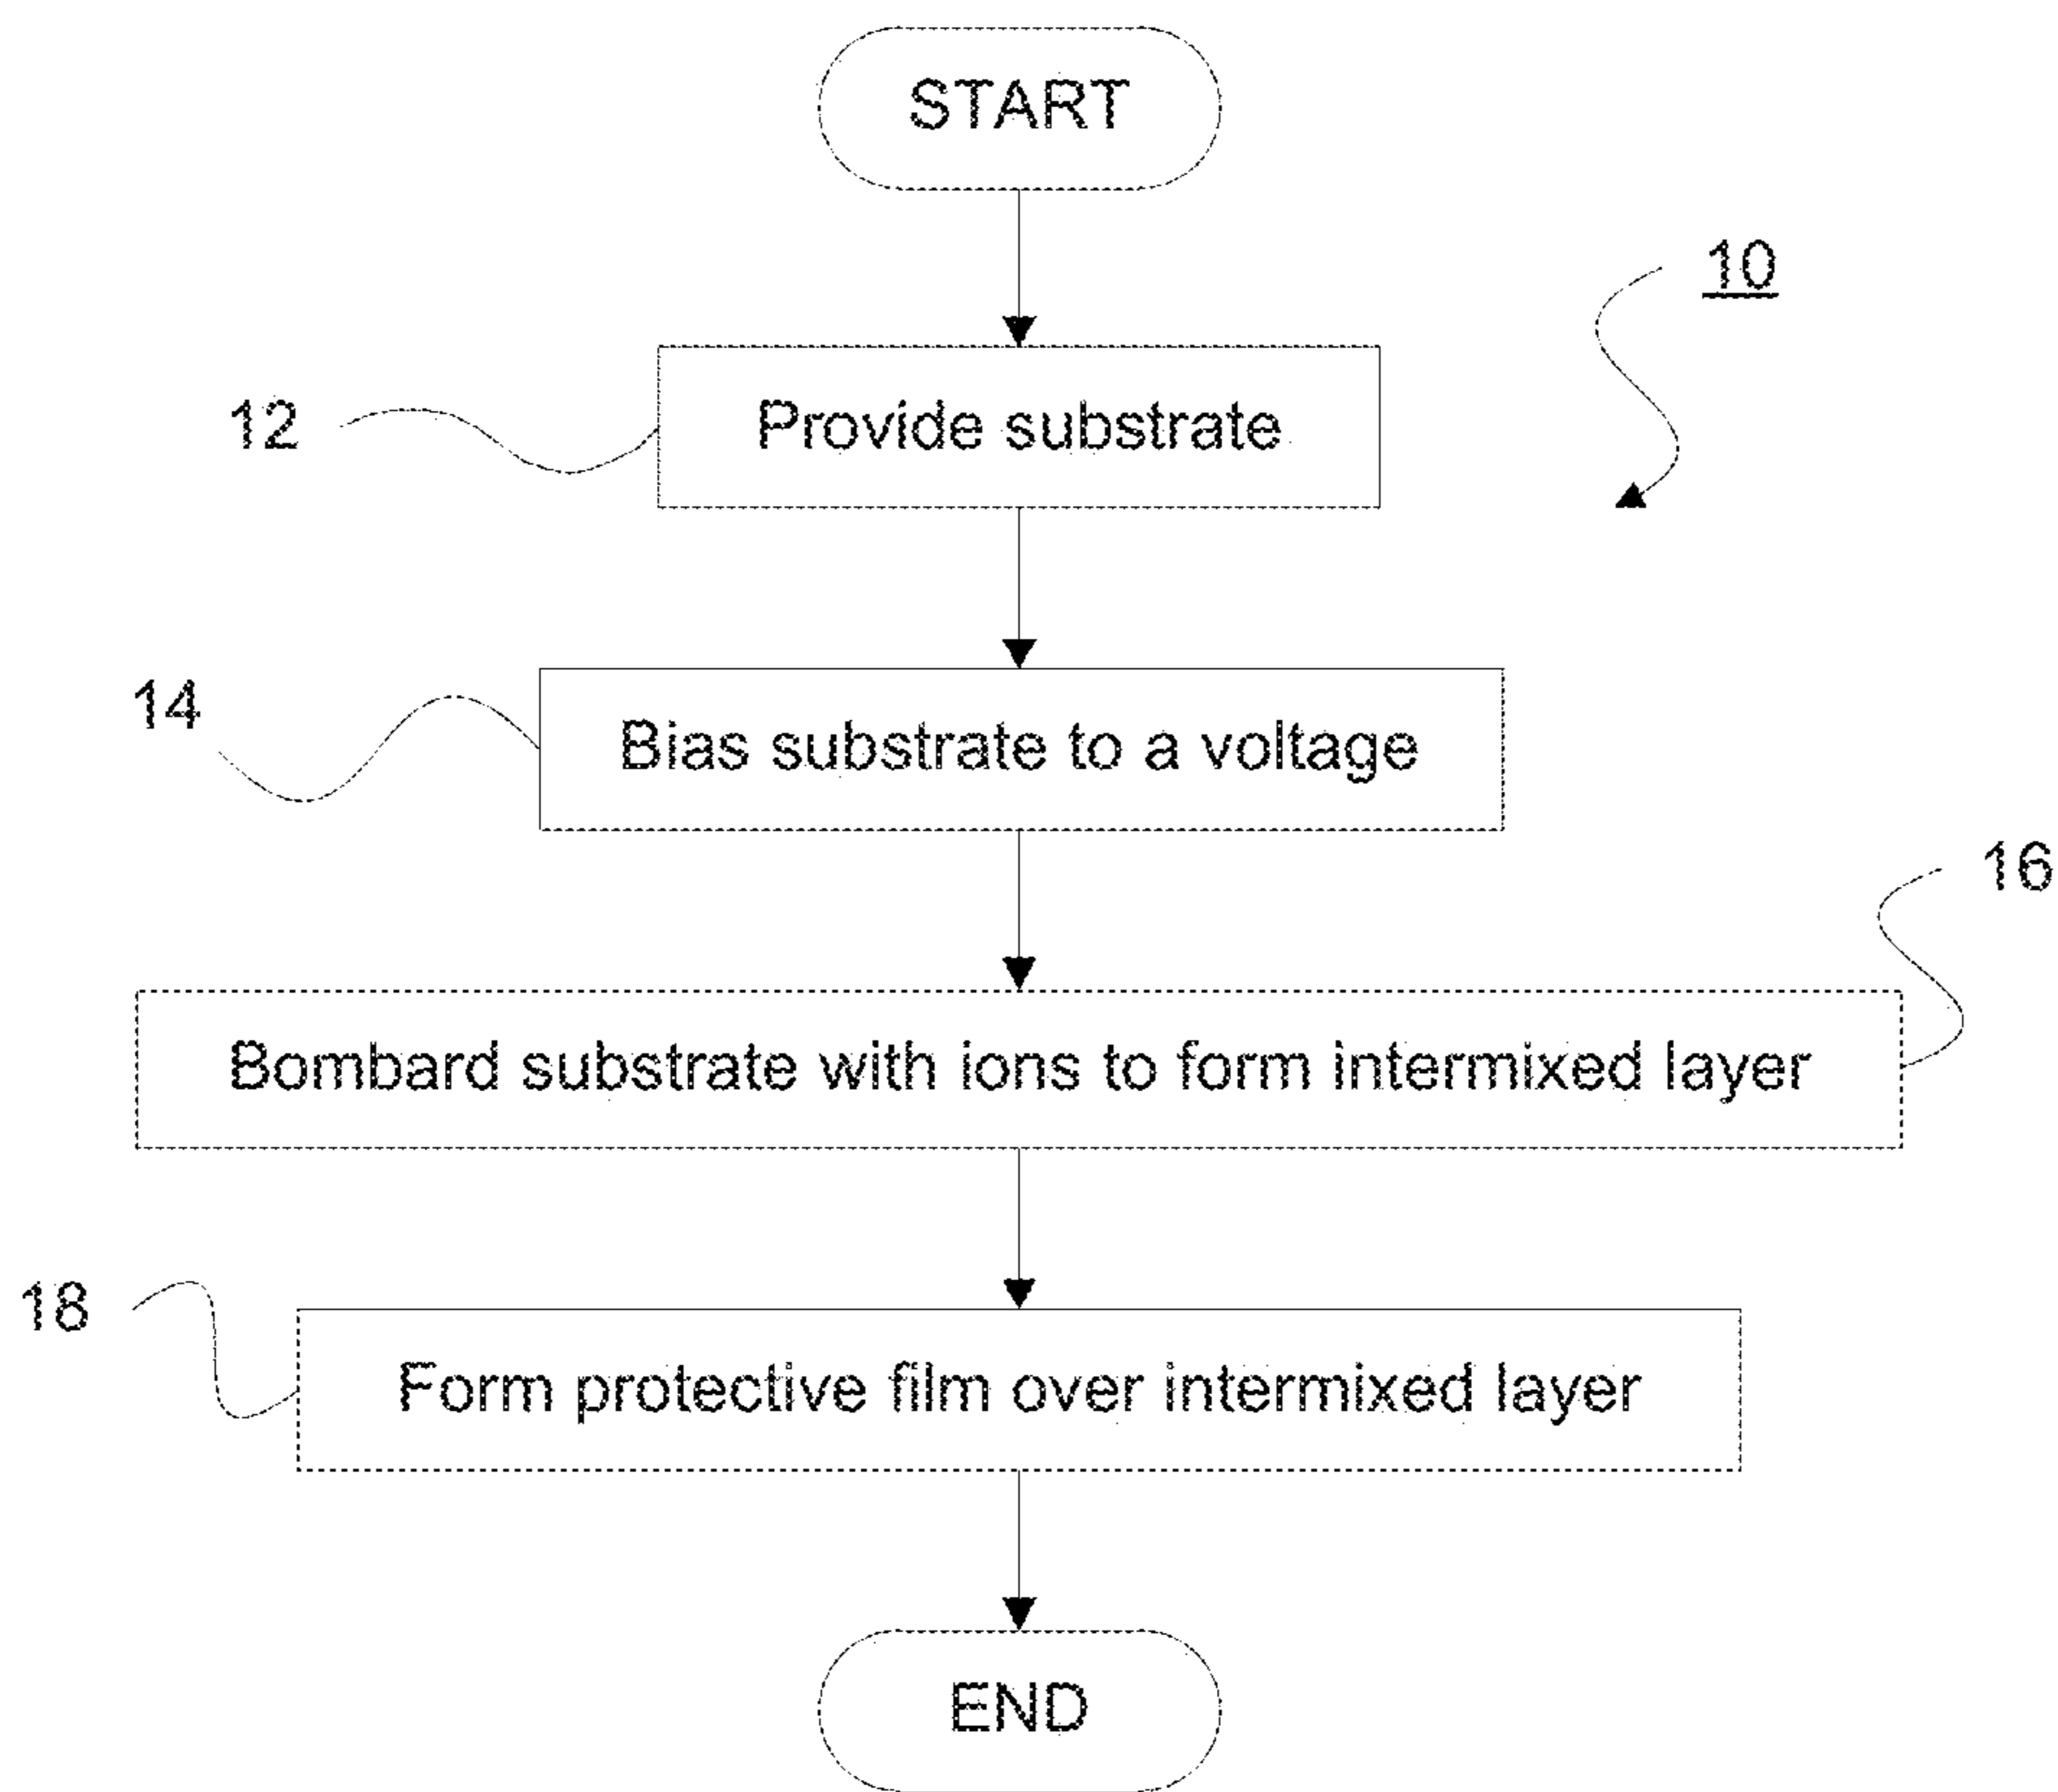 START
10
12
Provide substrate
14
Bias substrate to a voltage
16
Bombard substrate with ions to form intermixed layer
18
Form protective film over intermixed layer
END